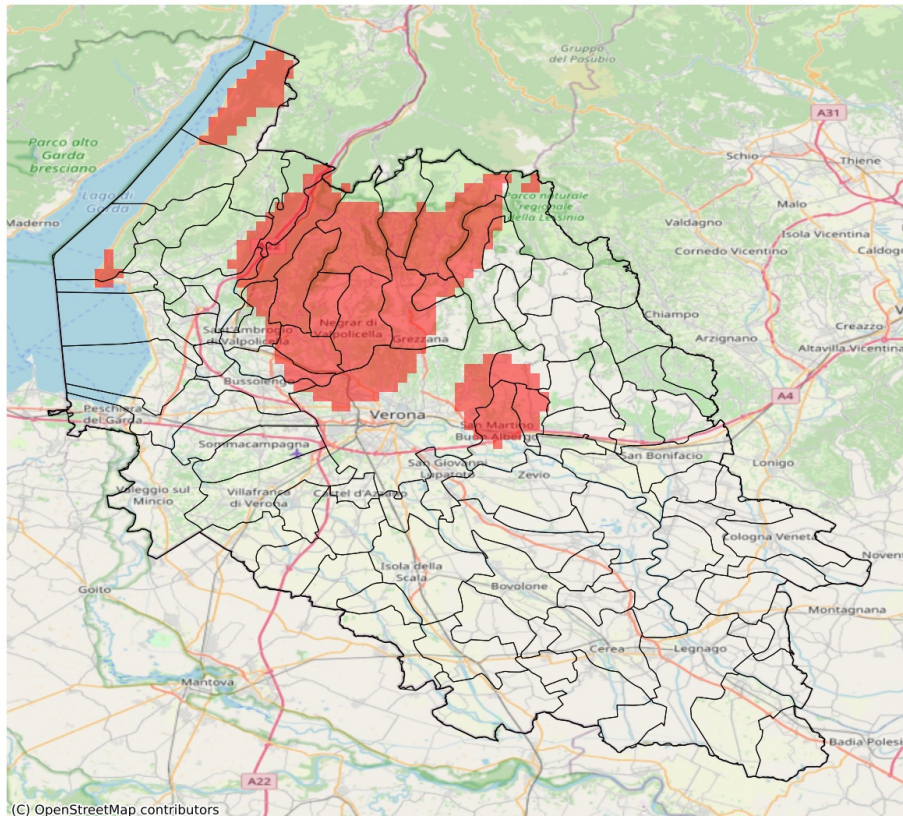 Gruppo
del Pasubio
A31
Schio
Thiene
Parco alto
Garda
bresciano
Lago di
Garda
Malo
Parco naturale
regionale
della Lessinia
Maderno
Valdagno
Isola Vicentina
Cornedo Vicentino
Caldogn
Chiampo
Sant'Ambrogio
di Valpolicella
Negrar di
Valpolicella
Grezzana
Creazzo
Arzignano
Altavilla Vicentina
Bussolengo
A4
Peschiera
del Garda
Verona
San Martino
Buon Albergo
Sommacampagna
San Bonifacio
Lonigo
San Giovanni
Lupatoto
Zevio
Valeggio sul
Mincio
Villafranca
di Verona
Castel d'Azzano
Cologna Veneta
Novent
Isola della
Scala
Goito
Bovolone
Montagnana
Cerea
Legnago
Mantova
Badia Polesi
A22
(C) OpenStreetMap contributors